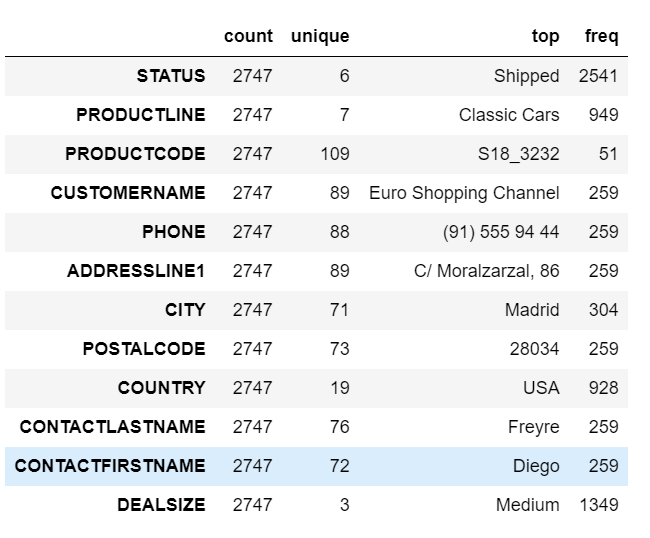 count unique top freq
STATUS 2747 6 Shipped 2541
PRODUCTLINE 2747 7 Classic Cars 949
PRODUCTCODE 2747 109 S18_3232 51
CUSTOMERNAME 2747 89 Euro Shopping Channel 259
PHONE 2747 88 (91) 555 94 44 259
ADDRESSLINE1 2747 89 C/ Moralzarzal, 86 259
CITY 2747 71 Madrid 304
POSTALCODE 2747 73 28034 259
COUNTRY 2747 19 USA 928
CONTACTLASTNAME 2747 76 Freyre 259
CONTACTFIRSTNAME 2747 72 Diego 259
DEALSIZE 2747 3 Medium 1349